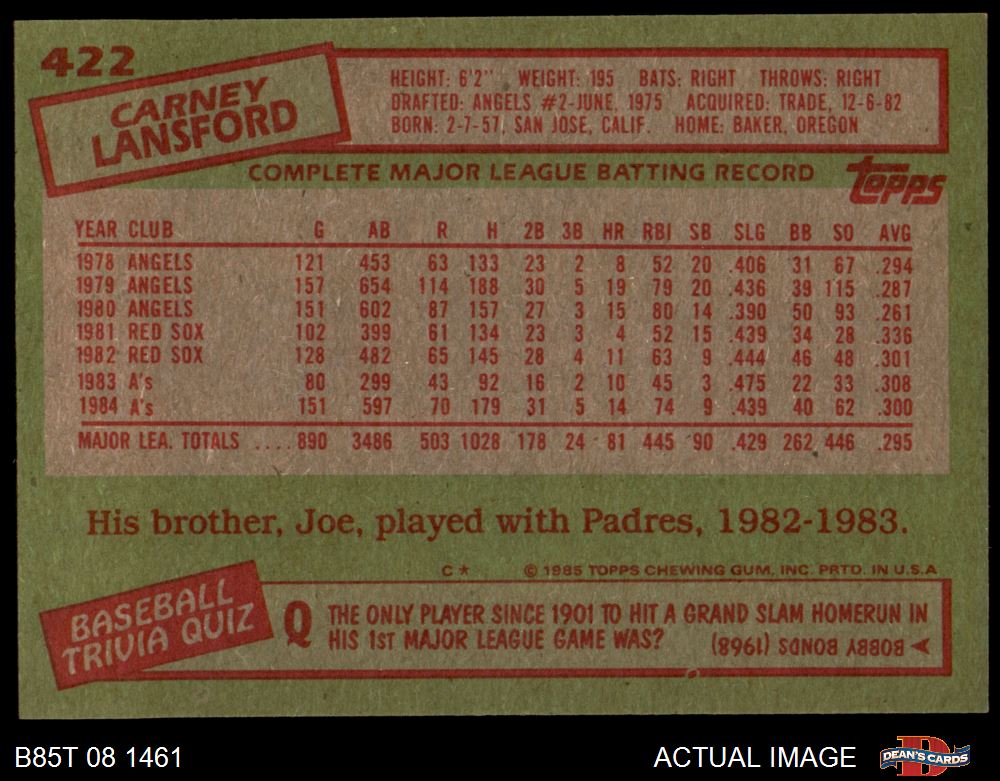 422
CARNEY
LANSFORD
HEIGHT: 6'2" WEIGHT: 195 BATS: RIGHT THROWS: RIGHT
DRAFTED: ANGELS #2-JUNE, 1975 ACQUIRED: TRADE, 12-6-82
BORN: 2-7-57, SAN JOSE, CALIF. HOME: BAKER, OREGON
COMPLETE MAJOR LEAGUE BATTING RECORD
topps
YEAR CLUB G AB R H 2B 3B HR RBI SB SLG BB SO AVG
1978 ANGELS 121 453 63 133 23 2 8 52 20 .406 31 67 .294
1979 ANGELS 157 654 114 188 30 5 19 79 20 .436 39 115 .287
1980 ANGELS 151 602 87 157 27 3 15 80 14 .390 50 93 .261
1981 RED SOX 102 399 61 134 23 3 4 52 15 .439 34 28 .336
1982 RED SOX 128 482 65 145 28 4 11 63 9 .444 46 48 .301
1983 A's 80 299 43 92 16 2 10 45 3 .475 22 33 .308
1984 A's 151 597 70 179 31 5 14 74 9 .439 40 62 .300
MAJOR LEA. TOTALS ....890 3486 503 1028 178 24 81 445 90 .429 262 446 .295
His brother, Joe, played with Padres, 1982-1983.
C* © 1985 TOPPS CHEWING GUM, INC. PRTD. IN U.S.A
BASEBALL
TRIVIA QUIZ
Q THE ONLY PLAYER SINCE 1901 TO HIT A GRAND SLAM HOMERUN IN
HIS 1ST MAJOR LEAGUE GAME WAS?
BOBBY BONDS (1968)
B85T 08 1461
ACTUAL IMAGE
DEAN'S CARDS